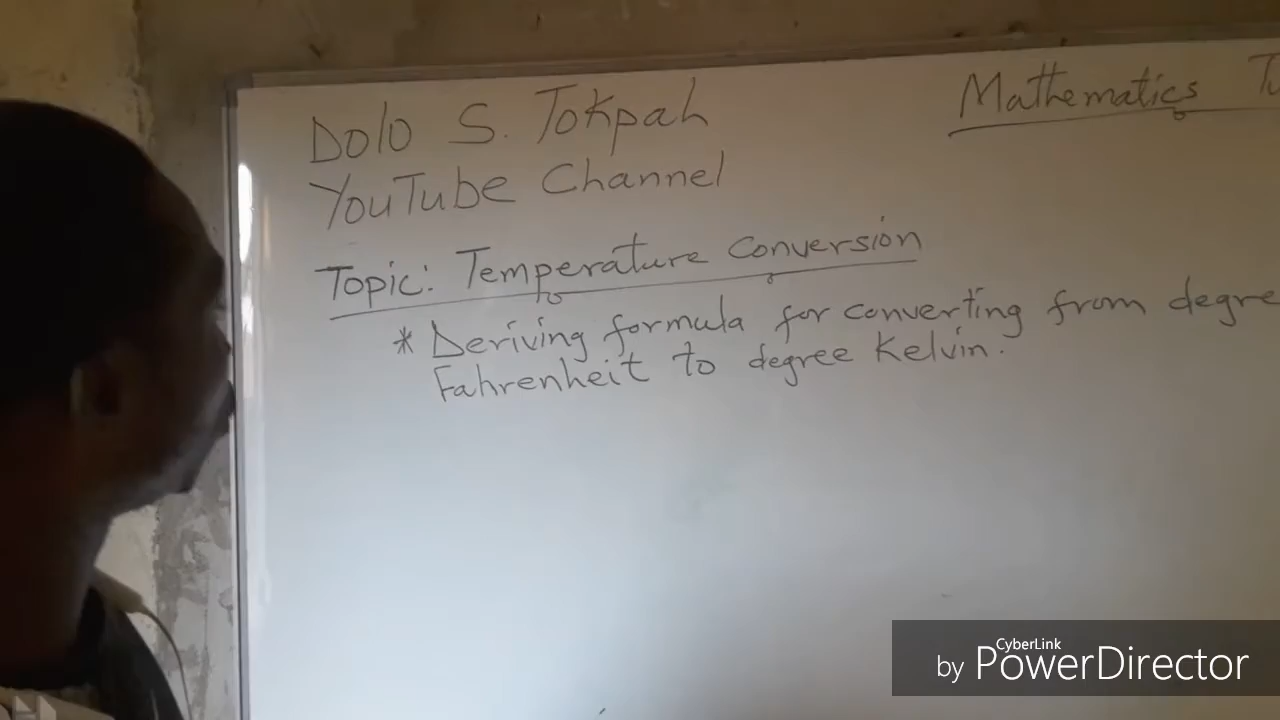 Dolo S. Tokpah
YouTube Channel
Mathematics
Topic: Temperature Conversion
* Deriving formula for converting from degre
Fahrenheit to degree Kelvin.
CyberLink
by PowerDirector